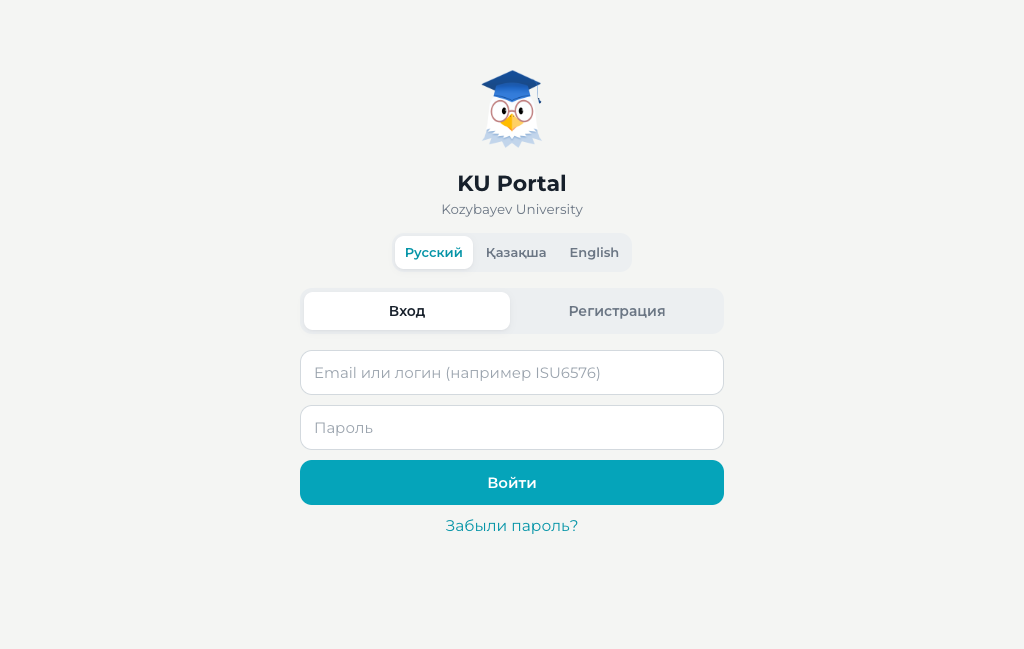 KU Portal
Kozybayev University
Русский Қазақша English
Вход Регистрация
Email или логин (например ISU6576)
Пароль
Войти
Забыли пароль?